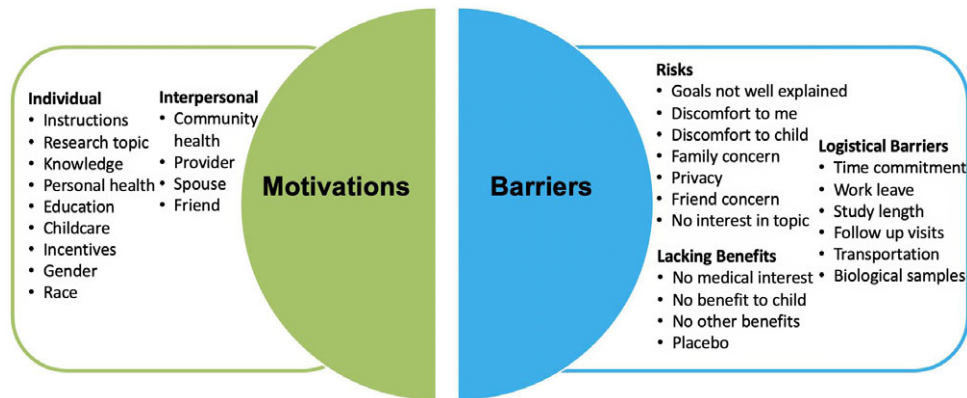 Motivations
Individual
• Instructions
• Research topic
• Knowledge
• Personal health
• Education
• Childcare
• Incentives
• Gender
• Race
Interpersonal
• Community
health
• Provider
• Spouse
• Friend
Barriers
Risks
• Goals not well explained
• Discomfort to me
• Discomfort to child
• Family concern
• Privacy
• Friend concern
• No interest in topic
Lacking Benefits
• No medical interest
• No benefit to child
• No other benefits
• Placebo
Logistical Barriers
• Time commitment
• Work leave
• Study length
• Follow up visits
• Transportation
• Biological samples